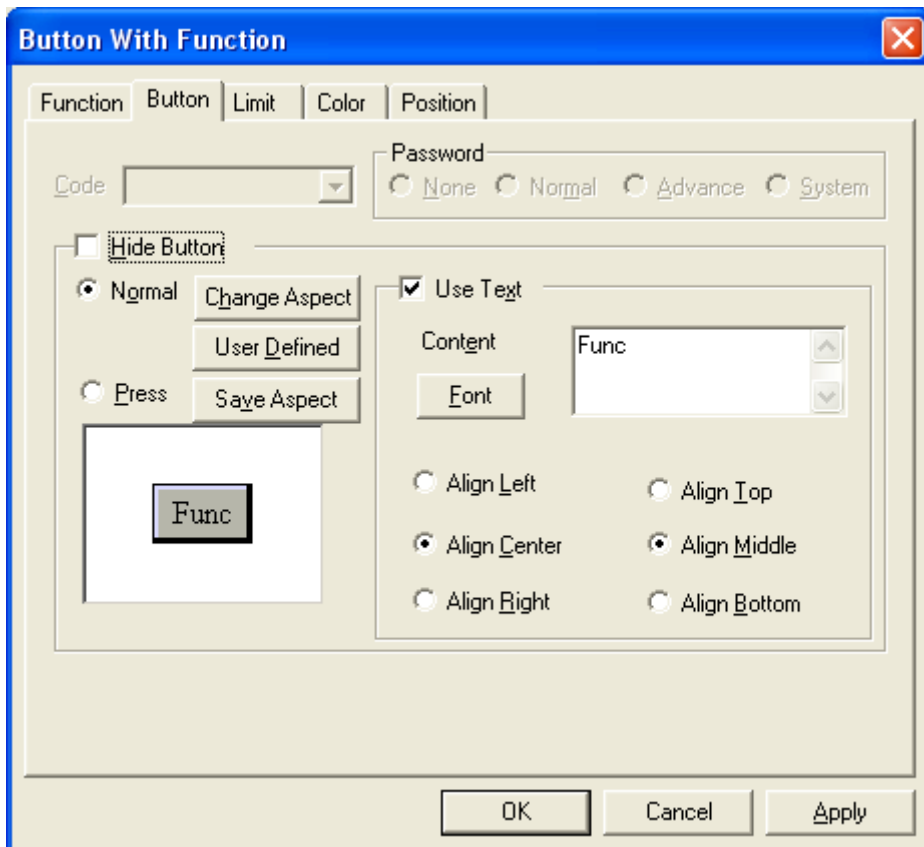 Button With Function
Function Button Limit Color Position
Password
Code None Normal Advance System
Hide Button
Normal Change Aspect Use Text
User Defined Content Func
Press Save Aspect Font
Func
Align Left Align Top
Align Center Align Middle
Align Right Align Bottom
OK Cancel Apply